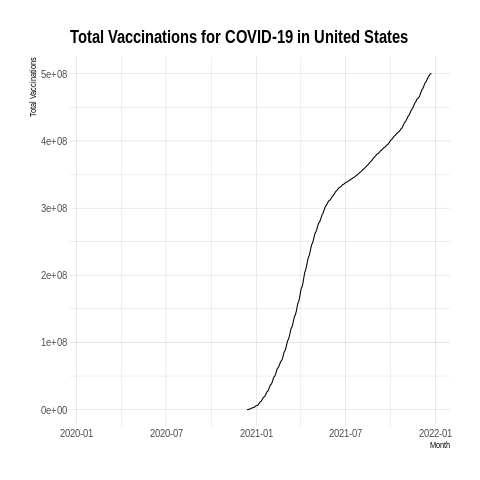 Total Vaccinations for COVID-19 in United States
Total Vaccinations
5e+08
4e+08
3e+08
2e+08
1e+08
0e+00
2020-01 2020-07 2021-01 2021-07 2022-01
Month